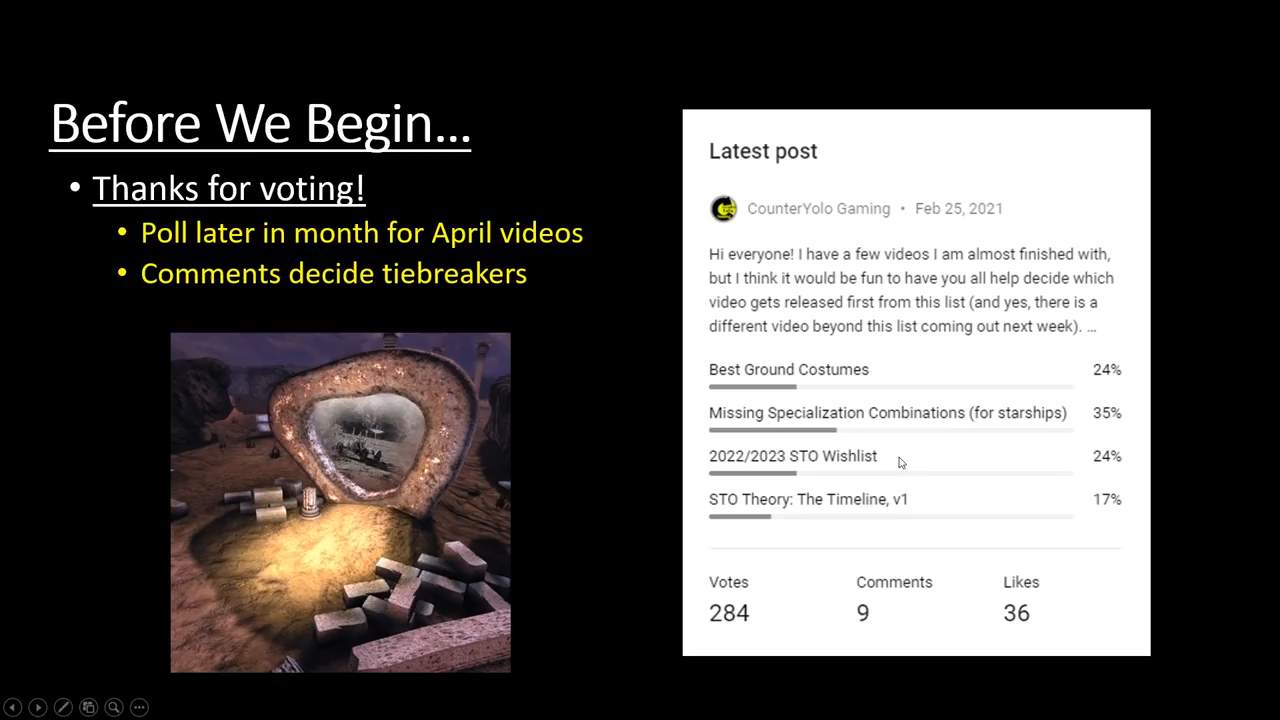 Before We Begin...
• Thanks for voting!
• Poll later in month for April videos
• Comments decide tiebreakers
Latest post
CounterYolo Gaming • Feb 25, 2021
Hi everyone! I have a few videos I am almost finished with,
but I think it would be fun to have you all help decide which
video gets released first from this list (and yes, there is a
different video beyond this list coming out next week). ...
Best Ground Costumes 24%
Missing Specialization Combinations (for starships) 35%
2022/2023 STO Wishlist 24%
STO Theory: The Timeline, v1 17%
Votes Comments Likes
284 9 36